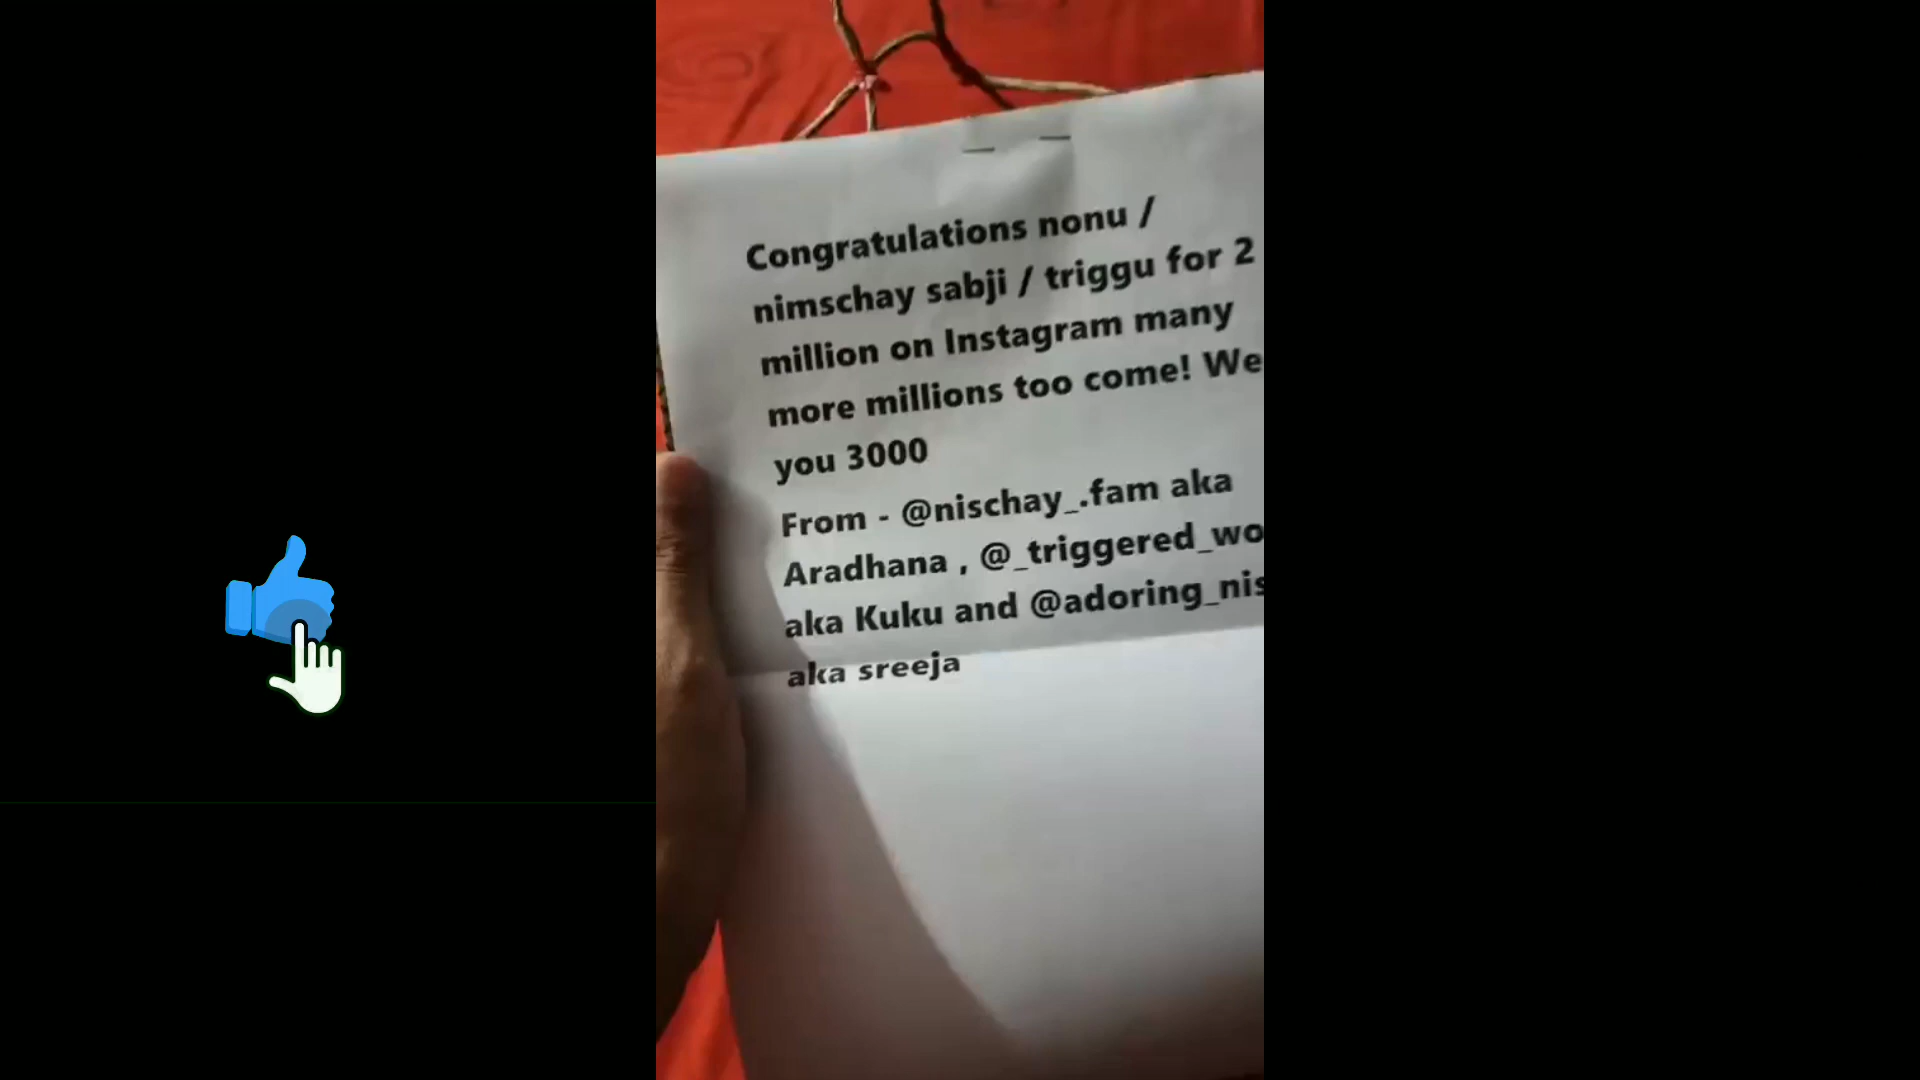 Congratulations nonu /
nimschay sabji / triggu for 2
million on Instagram many
more millions too come! We
you 3000
From - @nischay_.fam aka
Aradhana , @_triggered_wo
aka Kuku and @adoring_nis
aka sreeja